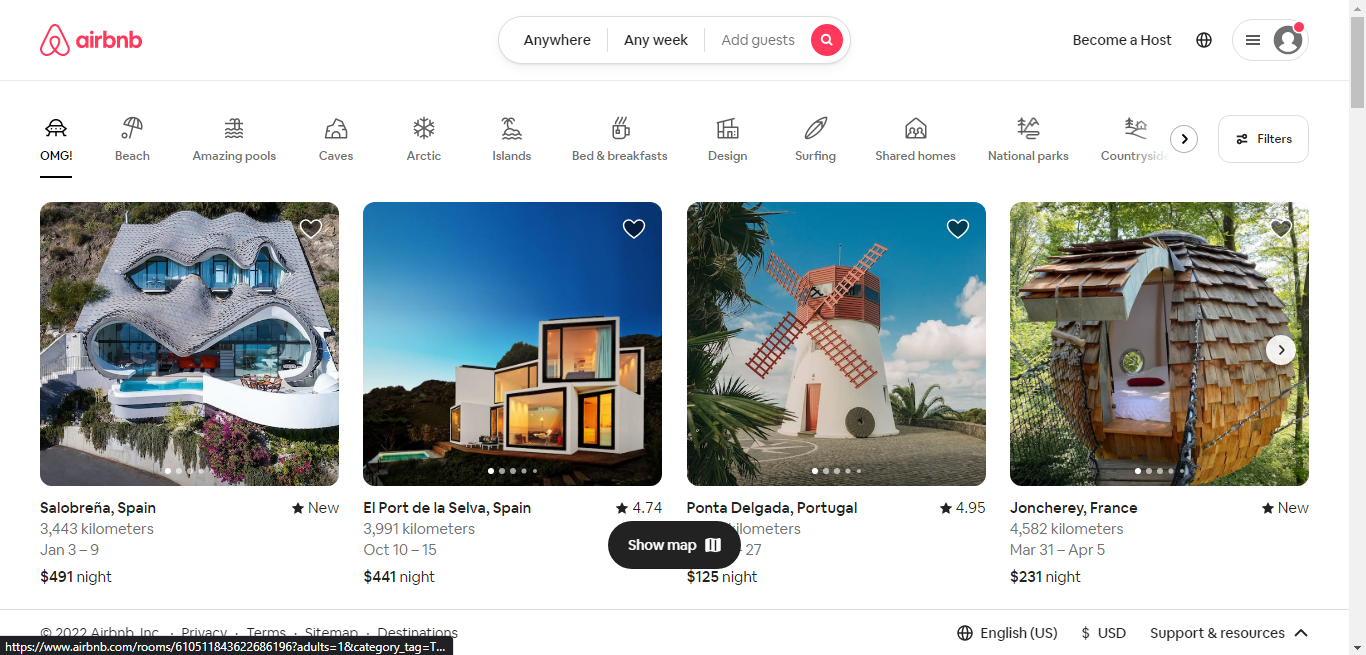 airbnb
Anywhere
Any week
Add guests
Become a Host
OMG!
Beach
Amazing pools
Caves
Arctic
Islands
Bed & breakfasts
Design
Surfing
Shared homes
National parks
Countryside
Filters
Salobreña, Spain
New
3,443 kilometers
Jan 3 – 9
$491 night
El Port de la Selva, Spain
4.74
3,991 kilometers
Oct 10 – 15
$441 night
Ponta Delgada, Portugal
4.95
kilometers
– 27
$125 night
Joncherey, France
New
4,582 kilometers
Mar 31 – Apr 5
$231 night
Show map
© 2022 Airbnb, Inc. · Privacy · Terms · Sitemap · Destinations
English (US)
$ USD
Support & resources
https://www.airbnb.com/rooms/610511843622686196?adults=1&category_tag=T...